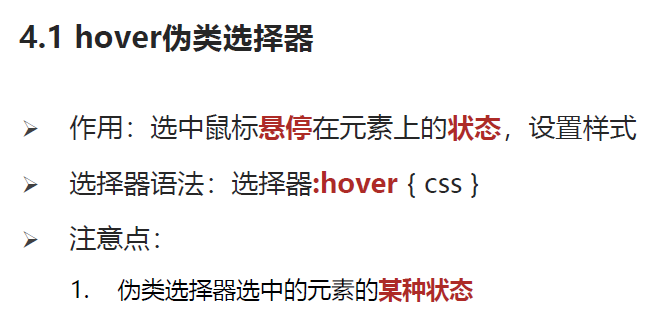 4.1 hover伪类选择器
作用：选中鼠标悬停在元素上的状态，设置样式
选择器语法：选择器:hover { css }
注意点：
1. 伪类选择器选中的元素的某种状态